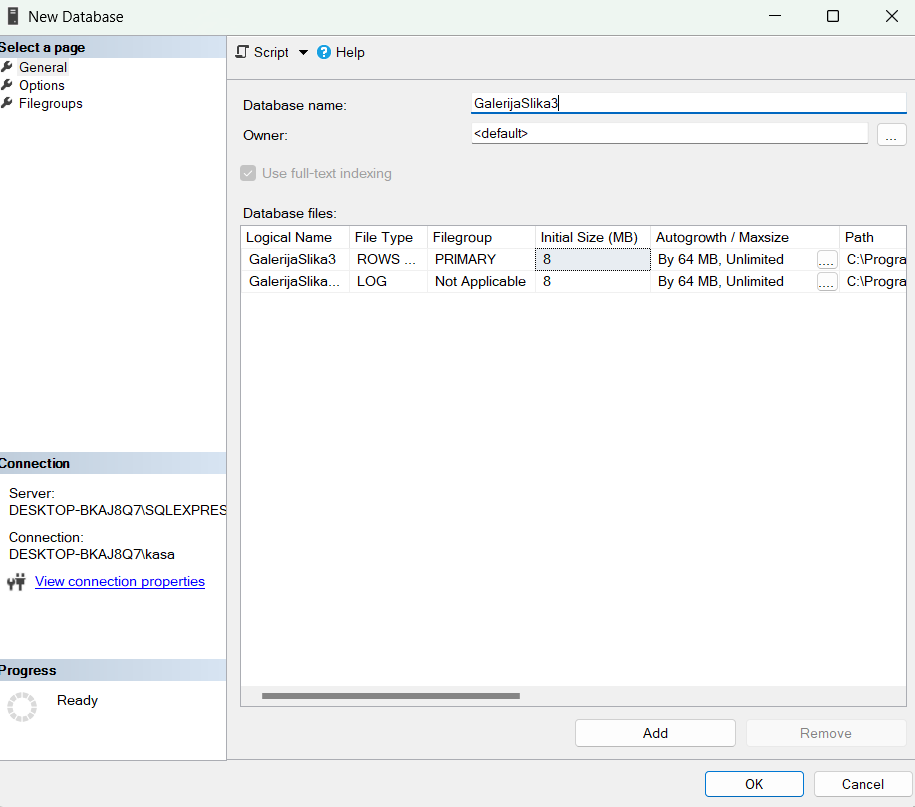 New Database
Select a page
General
Options
Filegroups
Script Help
Database name: GalerijaSlika3
Owner: <default> ...
Use full-text indexing
Database files:
Logical Name File Type Filegroup Initial Size (MB) Autogrowth / Maxsize Path
GalerijaSlika3 ROWS ... PRIMARY 8 By 64 MB, Unlimited .... C:\Progra
GalerijaSlika... LOG Not Applicable 8 By 64 MB, Unlimited .... C:\Progra
Connection
Server:
DESKTOP-BKAJ8Q7\SQLEXPRES
Connection:
DESKTOP-BKAJ8Q7\kasa
View connection properties
Progress
Ready
Add Remove
OK Cancel